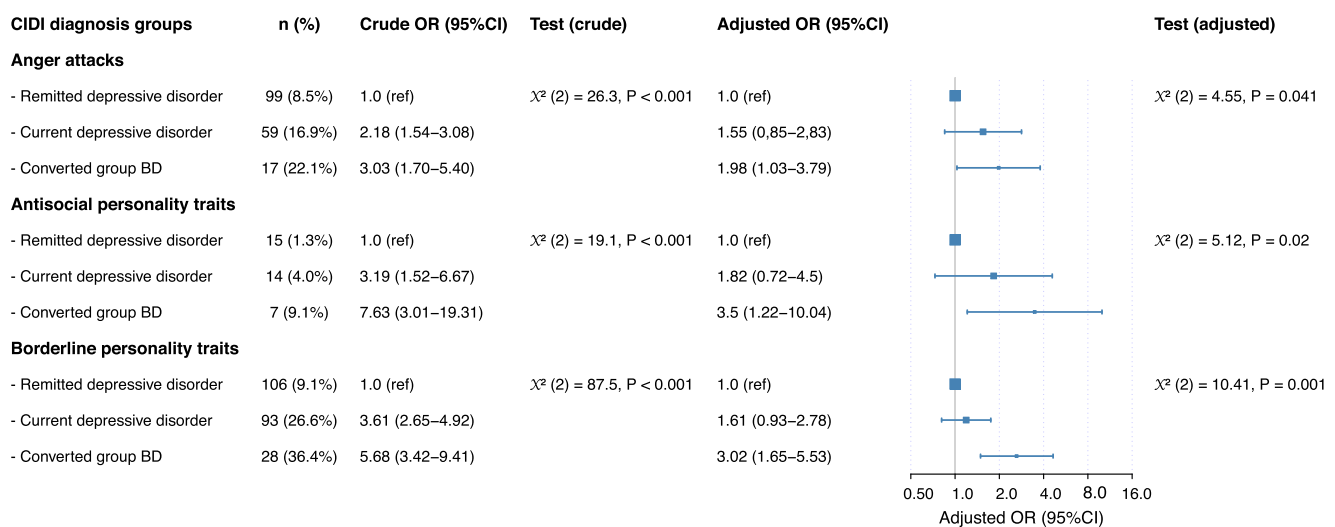 CIDI diagnosis groups n (%) Crude OR (95%CI) Test (crude) Adjusted OR (95%CI) Test (adjusted)
Anger attacks
- Remitted depressive disorder 99 (8.5%) 1.0 (ref) X² (2) = 26.3, P < 0.001 1.0 (ref) X² (2) = 4.55, P = 0.041
- Current depressive disorder 59 (16.9%) 2.18 (1.54–3.08) 1.55 (0,85–2,83)
- Converted group BD 17 (22.1%) 3.03 (1.70–5.40) 1.98 (1.03–3.79)
Antisocial personality traits
- Remitted depressive disorder 15 (1.3%) 1.0 (ref) X² (2) = 19.1, P < 0.001 1.0 (ref) X² (2) = 5.12, P = 0.02
- Current depressive disorder 14 (4.0%) 3.19 (1.52–6.67) 1.82 (0.72–4.5)
- Converted group BD 7 (9.1%) 7.63 (3.01–19.31) 3.5 (1.22–10.04)
Borderline personality traits
- Remitted depressive disorder 106 (9.1%) 1.0 (ref) X² (2) = 87.5, P < 0.001 1.0 (ref) X² (2) = 10.41, P = 0.001
- Current depressive disorder 93 (26.6%) 3.61 (2.65–4.92) 1.61 (0.93–2.78)
- Converted group BD 28 (36.4%) 5.68 (3.42–9.41) 3.02 (1.65–5.53)
0.50 1.0 2.0 4.0 8.0 16.0
Adjusted OR (95%CI)